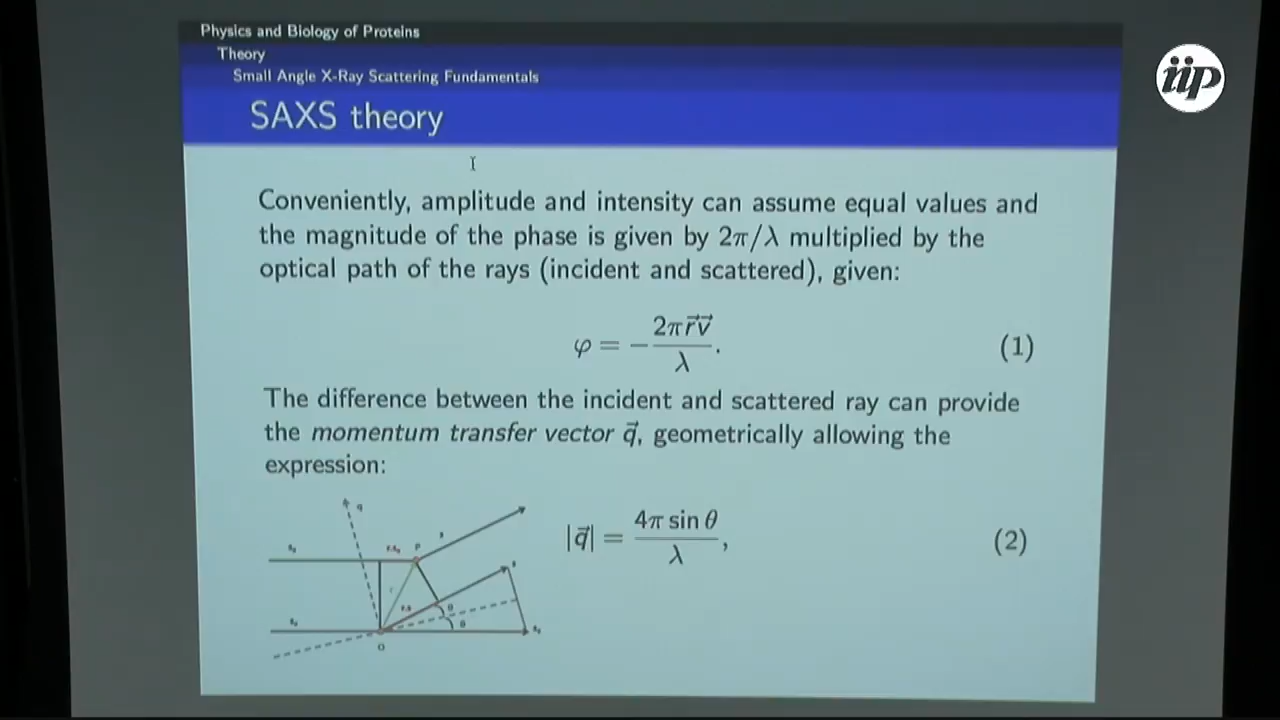 Physics and Biology of Proteins
Theory
Small Angle X-Ray Scattering Fundamentals
SAXS theory
iip
Conveniently, amplitude and intensity can assume equal values and
the magnitude of the phase is given by 2π/λ multiplied by the
optical path of the rays (incident and scattered), given:
φ = − 2π r⃗v⃗ / λ . (1)
The difference between the incident and scattered ray can provide
the momentum transfer vector q⃗, geometrically allowing the
expression:
|q⃗| = 4π sin θ / λ , (2)
q
P
θ
θ
O